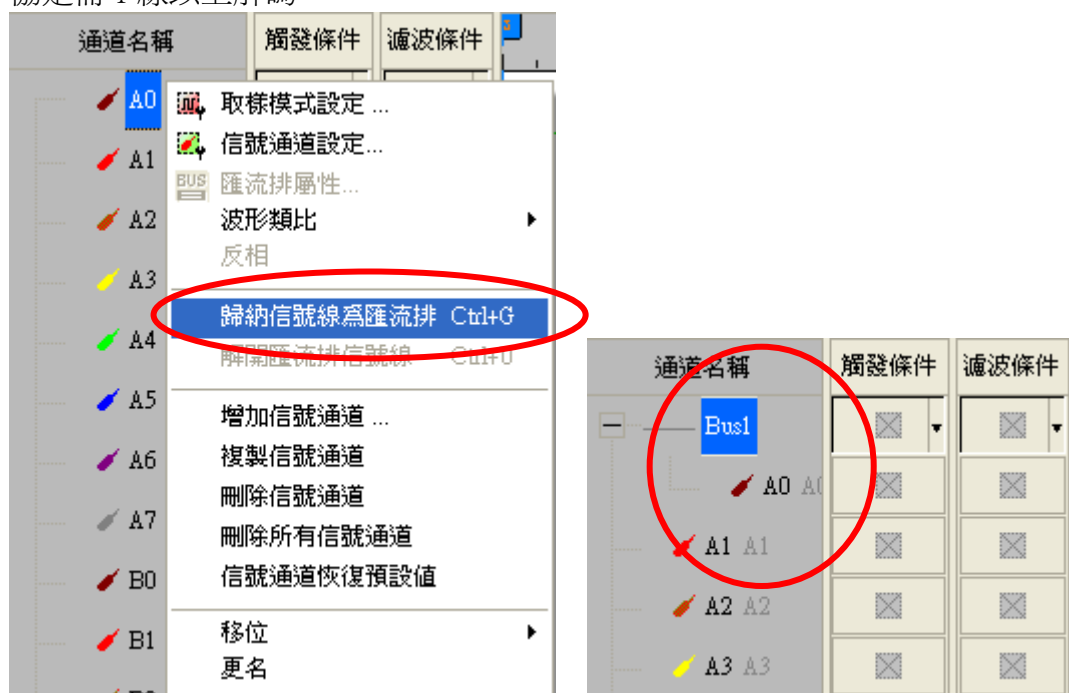 通道名稱 觸發條件 濾波條件
A0
A1
A2
A3
A4
A5
A6
A7
B0
B1
取樣模式設定 ...
信號通道設定...
BUS 匯流排屬性...
波形類比
反相
歸納信號線爲匯流排 Ctrl+G
解開匯流排信號線 Ctrl+U
增加信號通道 ...
複製信號通道
刪除信號通道
刪除所有信號通道
信號通道恢復預設値
移位
更名
通道名稱 觸發條件 濾波條件
Bus1
A0
A1 A1
A2 A2
A3 A3